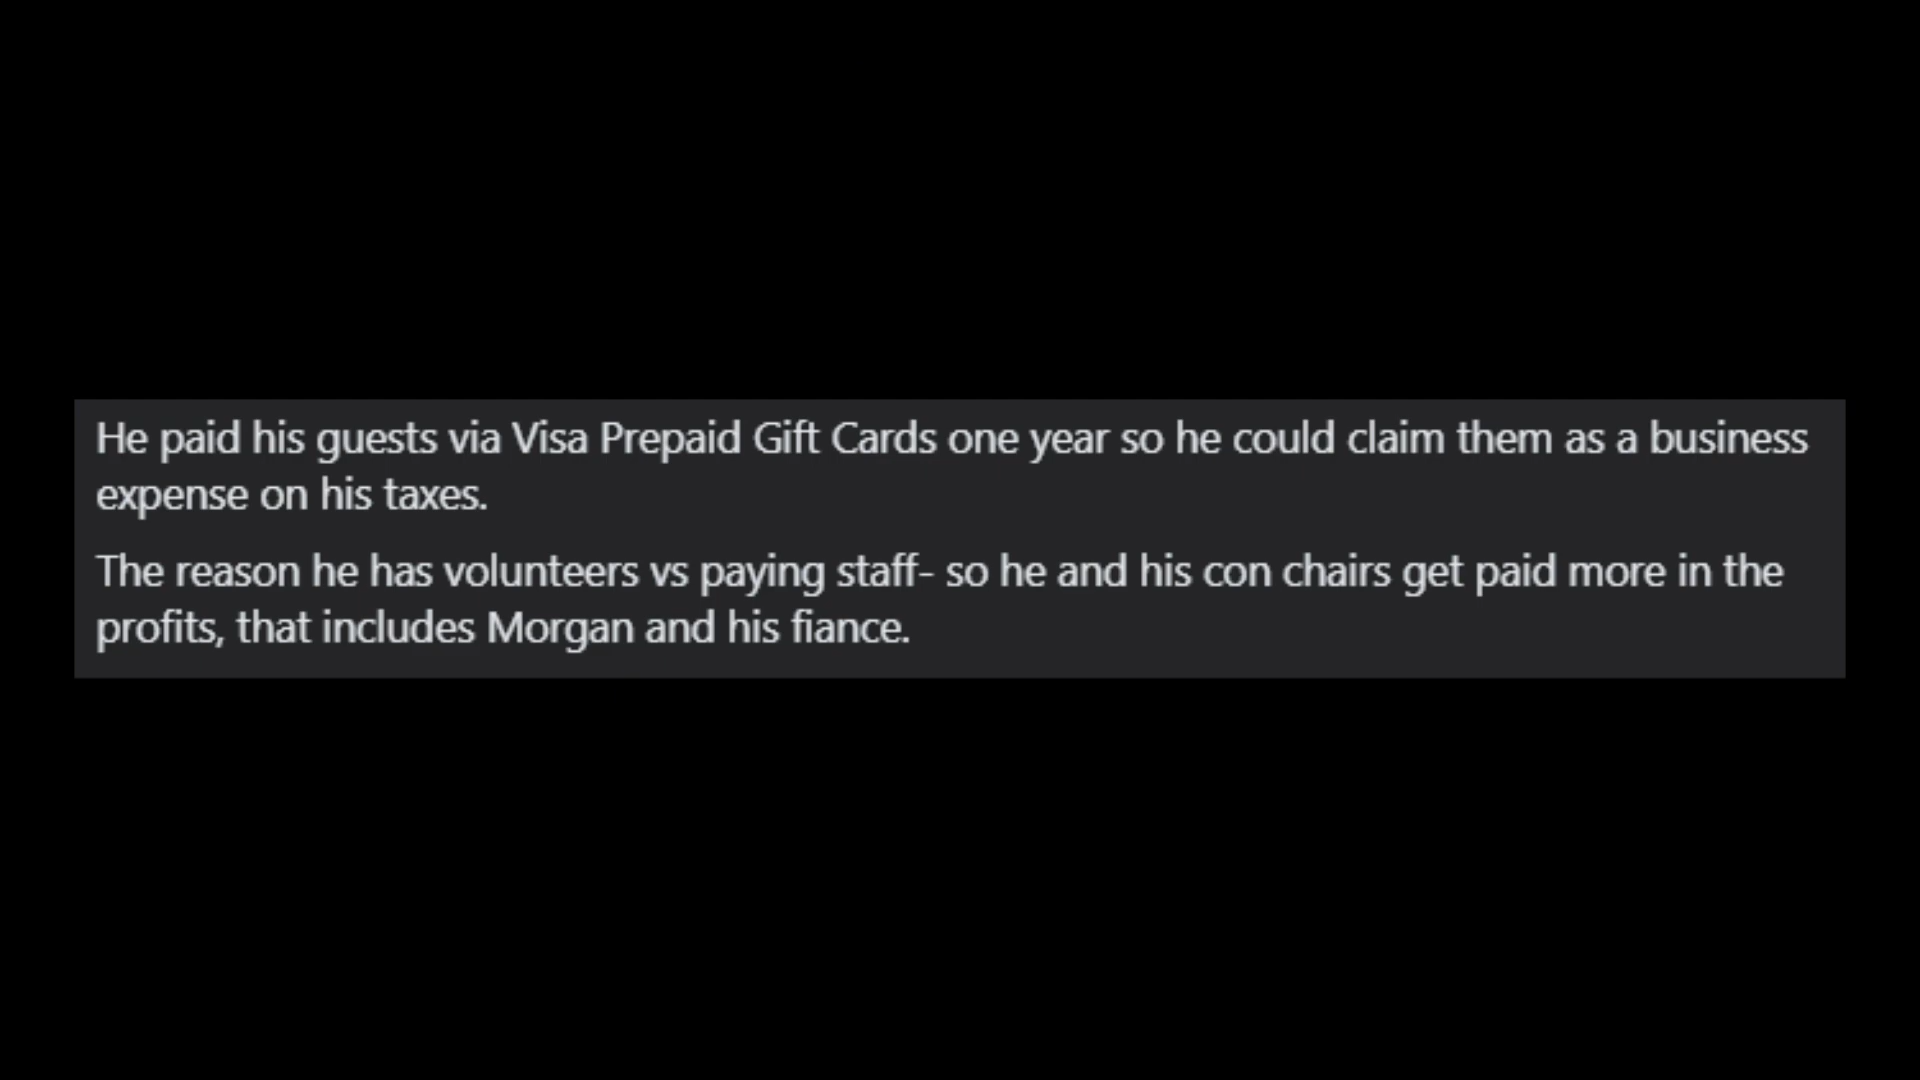 He paid his guests via Visa Prepaid Gift Cards one year so he could claim them as a business
expense on his taxes.
The reason he has volunteers vs paying staff- so he and his con chairs get paid more in the
profits, that includes Morgan and his fiance.